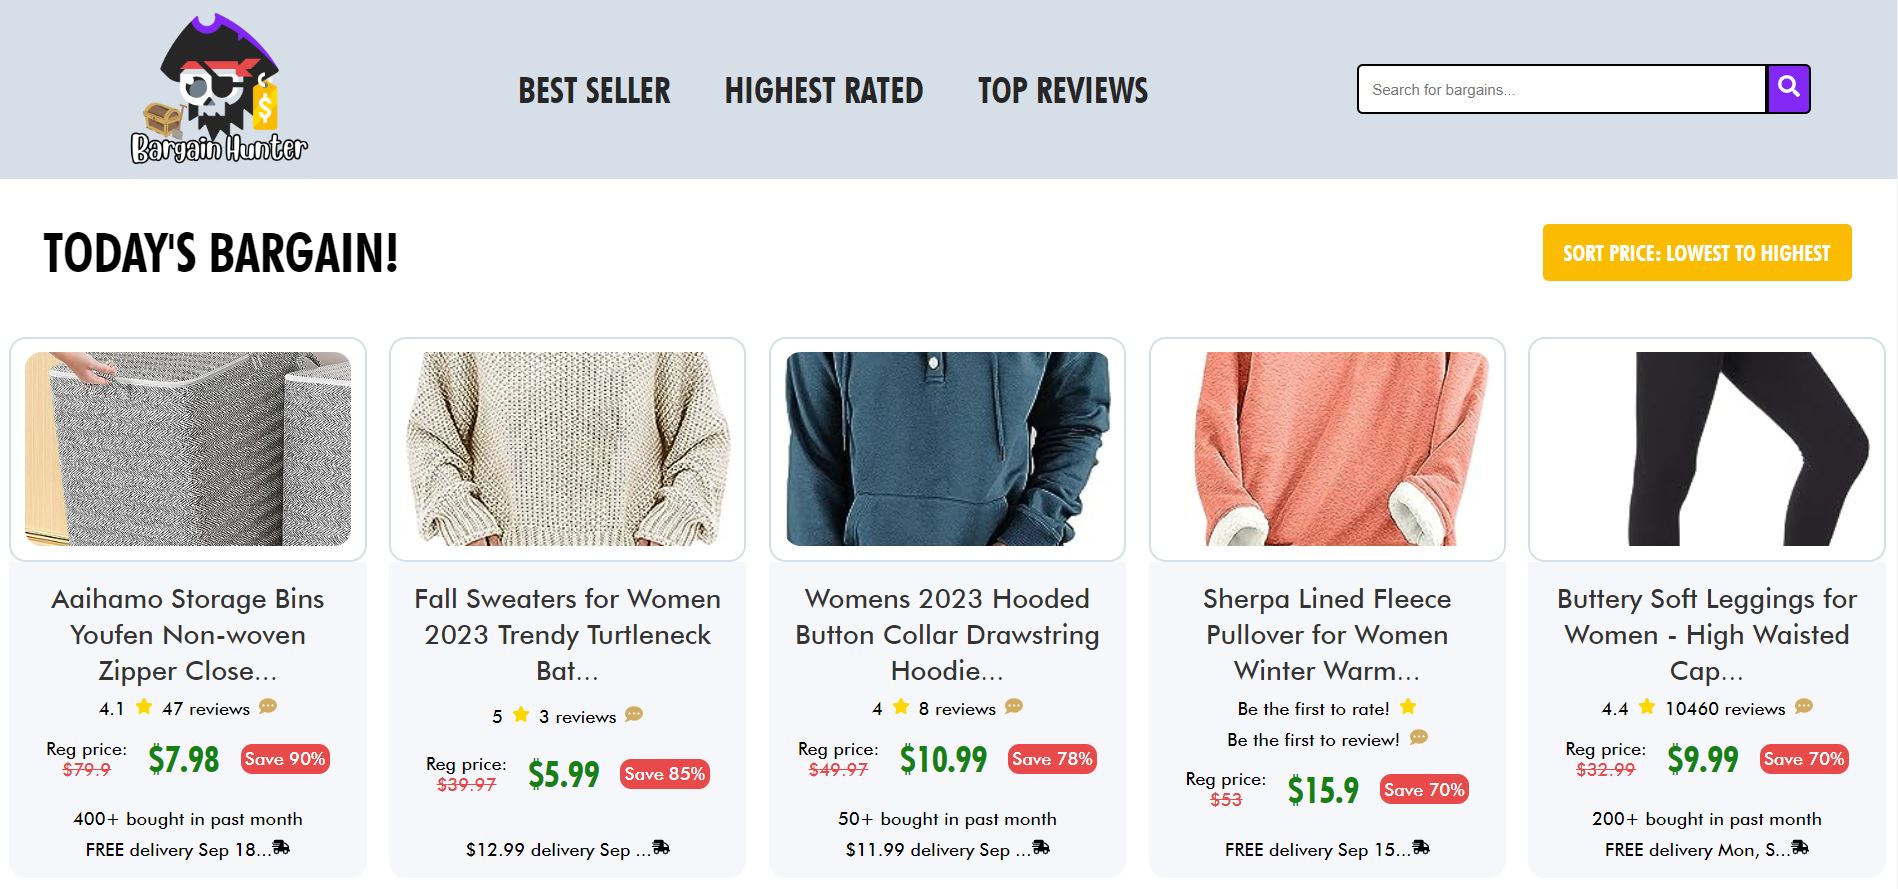 Bargain Hunter
BEST SELLER
HIGHEST RATED
TOP REVIEWS
Search for bargains...
TODAY'S BARGAIN!
SORT PRICE: LOWEST TO HIGHEST
Aaihamo Storage Bins
Youfen Non-woven
Zipper Close...
4.1 47 reviews
Reg price:
$79.9
$7.98
Save 90%
400+ bought in past month
FREE delivery Sep 18...
Fall Sweaters for Women
2023 Trendy Turtleneck
Bat...
5 3 reviews
Reg price:
$39.97
$5.99
Save 85%
$12.99 delivery Sep ...
Womens 2023 Hooded
Button Collar Drawstring
Hoodie...
4 8 reviews
Reg price:
$49.97
$10.99
Save 78%
50+ bought in past month
$11.99 delivery Sep ...
Sherpa Lined Fleece
Pullover for Women
Winter Warm...
Be the first to rate!
Be the first to review!
Reg price:
$53
$15.9
Save 70%
FREE delivery Sep 15...
Buttery Soft Leggings for
Women - High Waisted
Cap...
4.4 10460 reviews
Reg price:
$32.99
$9.99
Save 70%
200+ bought in past month
FREE delivery Mon, S...